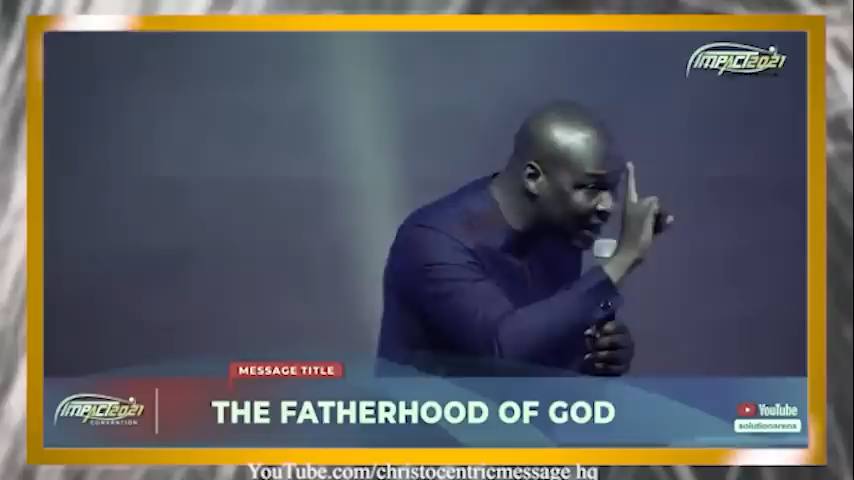 IMPACT2021
MESSAGE TITLE
IMPACT2021
CONVENTION
THE FATHERHOOD OF GOD
YouTube
solutionarena
YouTube.com/christocentricmessage hq